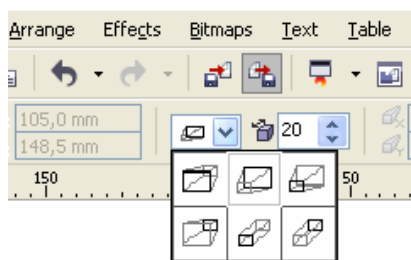 Arrange Effects Bitmaps Text Table
105,0 mm
148,5 mm
20
150
50